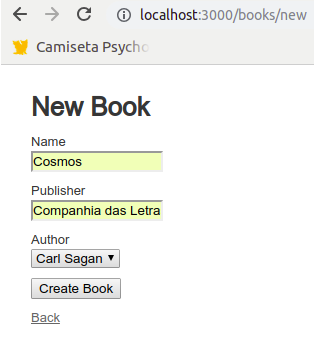 localhost:3000/books/new
Camiseta Psycho
New Book
Name
Cosmos
Publisher
Companhia das Letra
Author
Carl Sagan
Create Book
Back